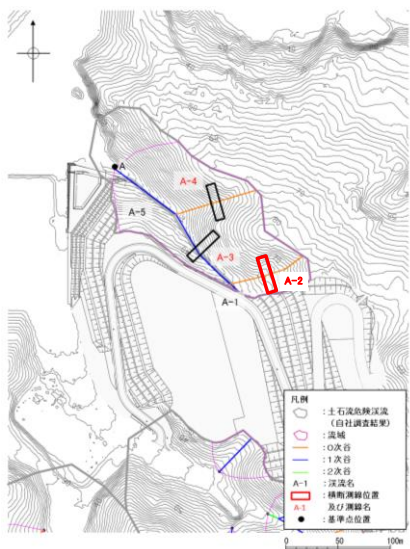 A
A-4
A-5
A-3
A-2
A-1
凡例
：土石流危険渓流
（自社調査結果）
：流域
：0次谷
：1次谷
：2次谷
A-1 ：渓流名
：横断測線位置
A-1 及び測線名
：基準点位置
0 50 100m